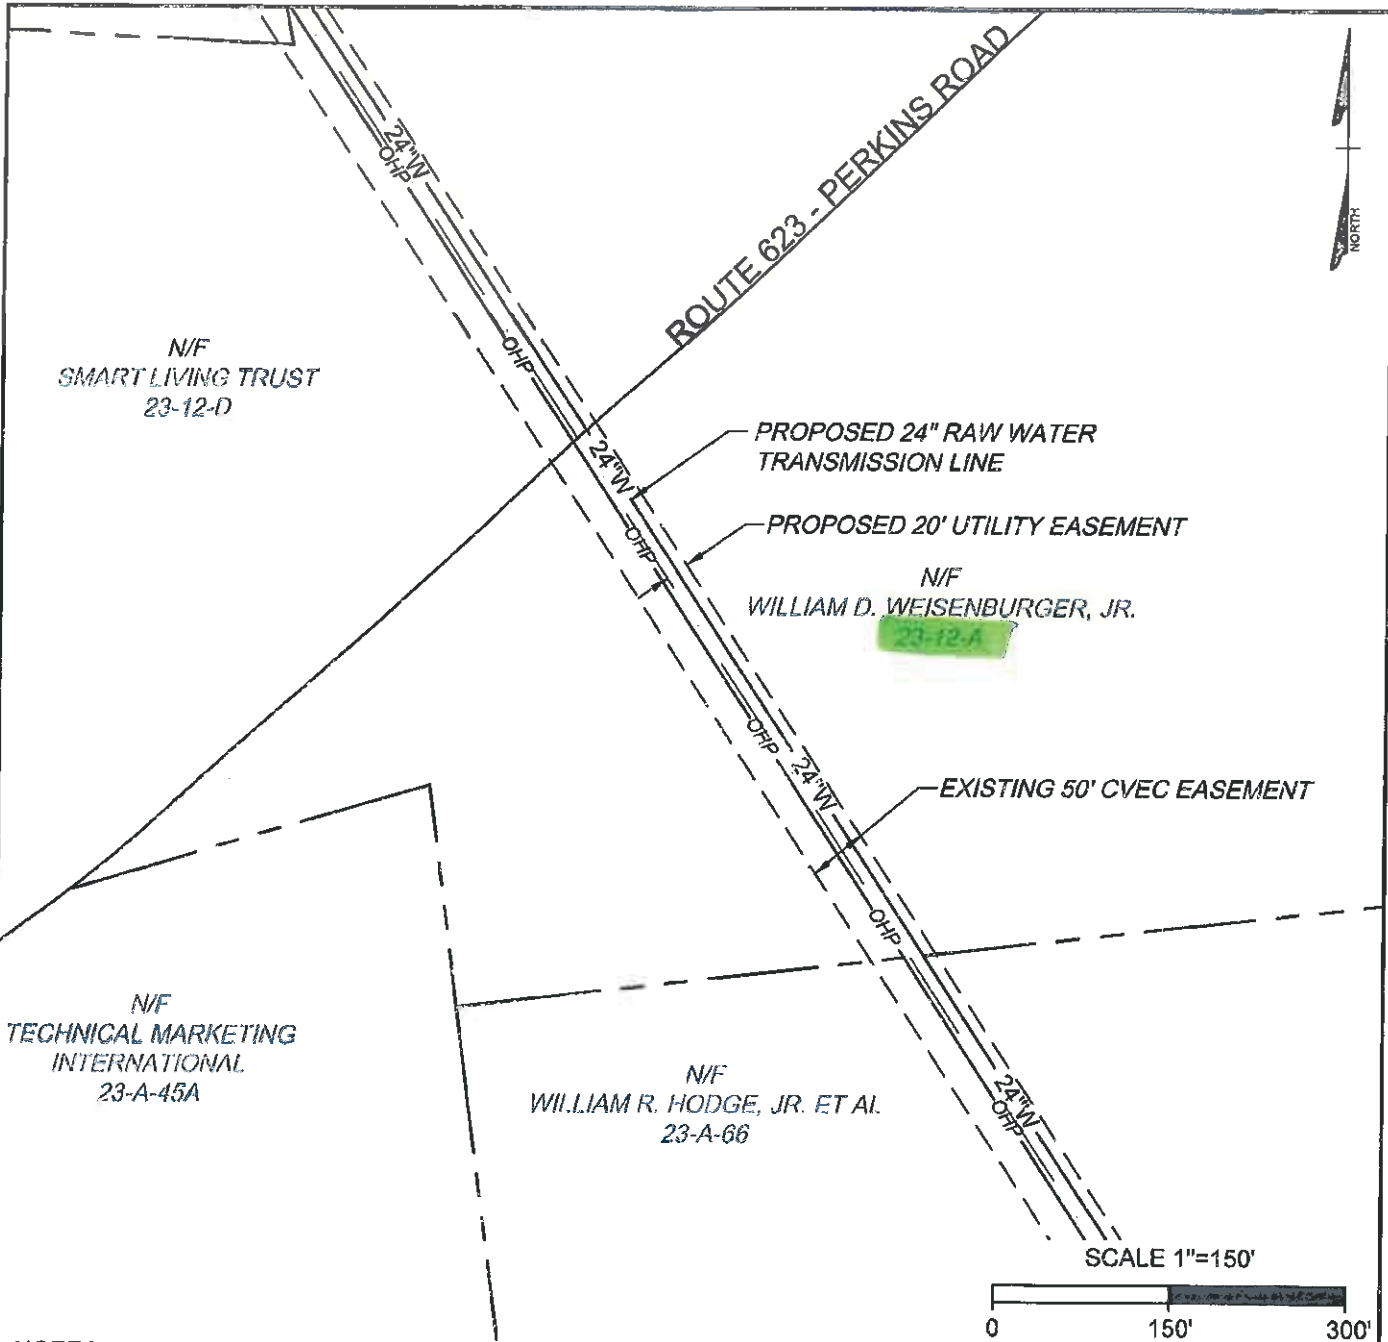 ROUTE 623 - PERKINS ROAD
NORTH
24"W
OHP
N/F
SMART LIVING TRUST
23-12-D
OHP
24"W
PROPOSED 24" RAW WATER
TRANSMISSION LINE
OHP
PROPOSED 20' UTILITY EASEMENT
N/F
WILLIAM D. WEISENBURGER, JR.
23-12-A
OHP
24"W
EXISTING 50' CVEC EASEMENT
OHP
N/F
TECHNICAL MARKETING
INTERNATIONAL
23-A-45A
N/F
WILLIAM R. HODGE, JR. ET AL
23-A-66
24"W
OHP
SCALE 1"=150'
0 150' 300'